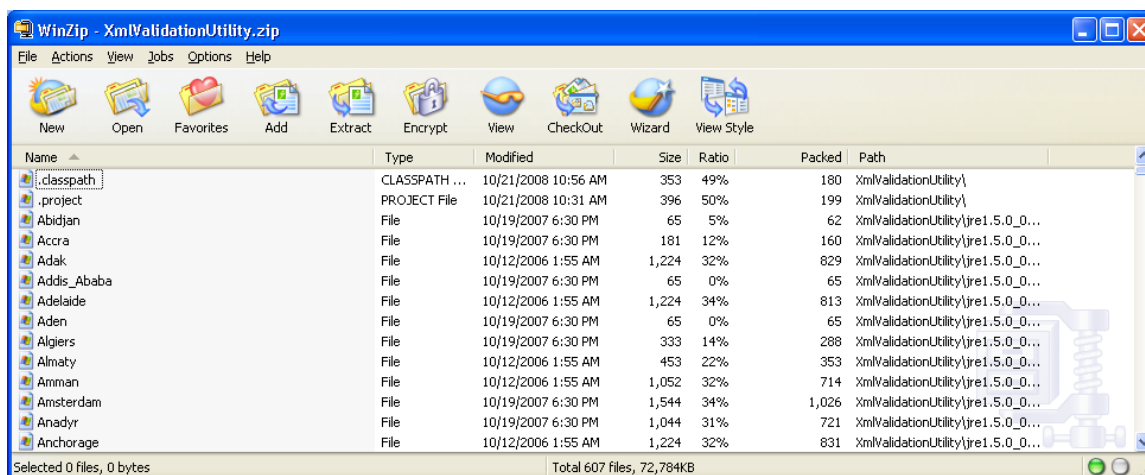 WinZip - XmlValidationUtility.zip
File Actions View Jobs Options Help
New Open Favorites Add Extract Encrypt View CheckOut Wizard View Style
Name Type Modified Size Ratio Packed Path
.classpath CLASSPATH ... 10/21/2008 10:56 AM 353 49% 180 XmlValidationUtility\
.project PROJECT File 10/21/2008 10:31 AM 396 50% 199 XmlValidationUtility\
Abidjan File 10/19/2007 6:30 PM 65 5% 62 XmlValidationUtility\jre1.5.0_0...
Accra File 10/19/2007 6:30 PM 181 12% 160 XmlValidationUtility\jre1.5.0_0...
Adak File 10/12/2006 1:55 AM 1,224 32% 829 XmlValidationUtility\jre1.5.0_0...
Addis_Ababa File 10/19/2007 6:30 PM 65 0% 65 XmlValidationUtility\jre1.5.0_0...
Adelaide File 10/12/2006 1:55 AM 1,224 34% 813 XmlValidationUtility\jre1.5.0_0...
Aden File 10/19/2007 6:30 PM 65 0% 65 XmlValidationUtility\jre1.5.0_0...
Algiers File 10/19/2007 6:30 PM 333 14% 288 XmlValidationUtility\jre1.5.0_0...
Almaty File 10/12/2006 1:55 AM 453 22% 353 XmlValidationUtility\jre1.5.0_0...
Amman File 10/12/2006 1:55 AM 1,052 32% 714 XmlValidationUtility\jre1.5.0_0...
Amsterdam File 10/19/2007 6:30 PM 1,544 34% 1,026 XmlValidationUtility\jre1.5.0_0...
Anadyr File 10/19/2007 6:30 PM 1,044 31% 721 XmlValidationUtility\jre1.5.0_0...
Anchorage File 10/12/2006 1:55 AM 1,224 32% 831 XmlValidationUtility\jre1.5.0_0...
Selected 0 files, 0 bytes Total 607 files, 72,784KB